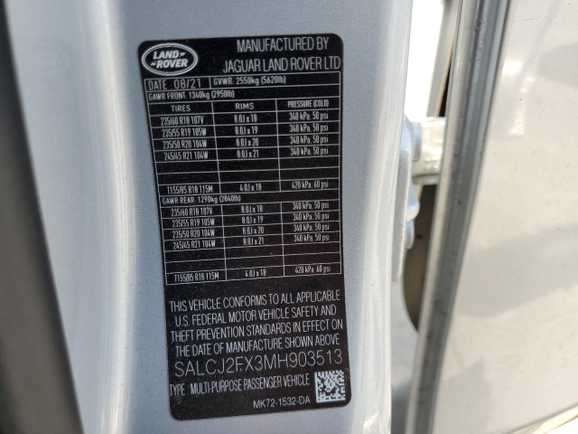 LAND-
ROVER
MANUFACTURED BY
JAGUAR LAND ROVER LTD
DATE 08/21 GVWR: 2550kg (5620lb)
GAWR FRONT: 1340kg (2950lb)
TIRES RIMS PRESSURE (COLD)
235/60 R18 107V 8.0J x 18 340 kPa, 50 psi
235/55 R19 105W 8.0J x 19 340 kPa, 50 psi
235/50 R20 104W 8.0J x 20 340 kPa, 50 psi
245/45 R21 104W 8.0J x 21 340 kPa, 50 psi
T155/85 R18 115M 4.0J x 18 420 kPa, 60 psi
GAWR REAR: 1290kg (2840lb)
235/60 R18 107V 8.0J x 18 340 kPa, 50 psi
235/55 R19 105W 8.0J x 19 340 kPa, 50 psi
235/50 R20 104W 8.0J x 20 340 kPa, 50 psi
245/45 R21 104W 8.0J x 21 340 kPa, 50 psi
T155/85 R18 115M 4.0J x 18 420 kPa, 60 psi
THIS VEHICLE CONFORMS TO ALL APPLICABLE
U.S. FEDERAL MOTOR VEHICLE SAFETY AND
THEFT PREVENTION STANDARDS IN EFFECT ON
THE DATE OF MANUFACTURE SHOWN ABOVE
SALCJ2FX3MH903513
TYPE: MULTI-PURPOSE PASSENGER VEHICLE
MK72-1532-DA